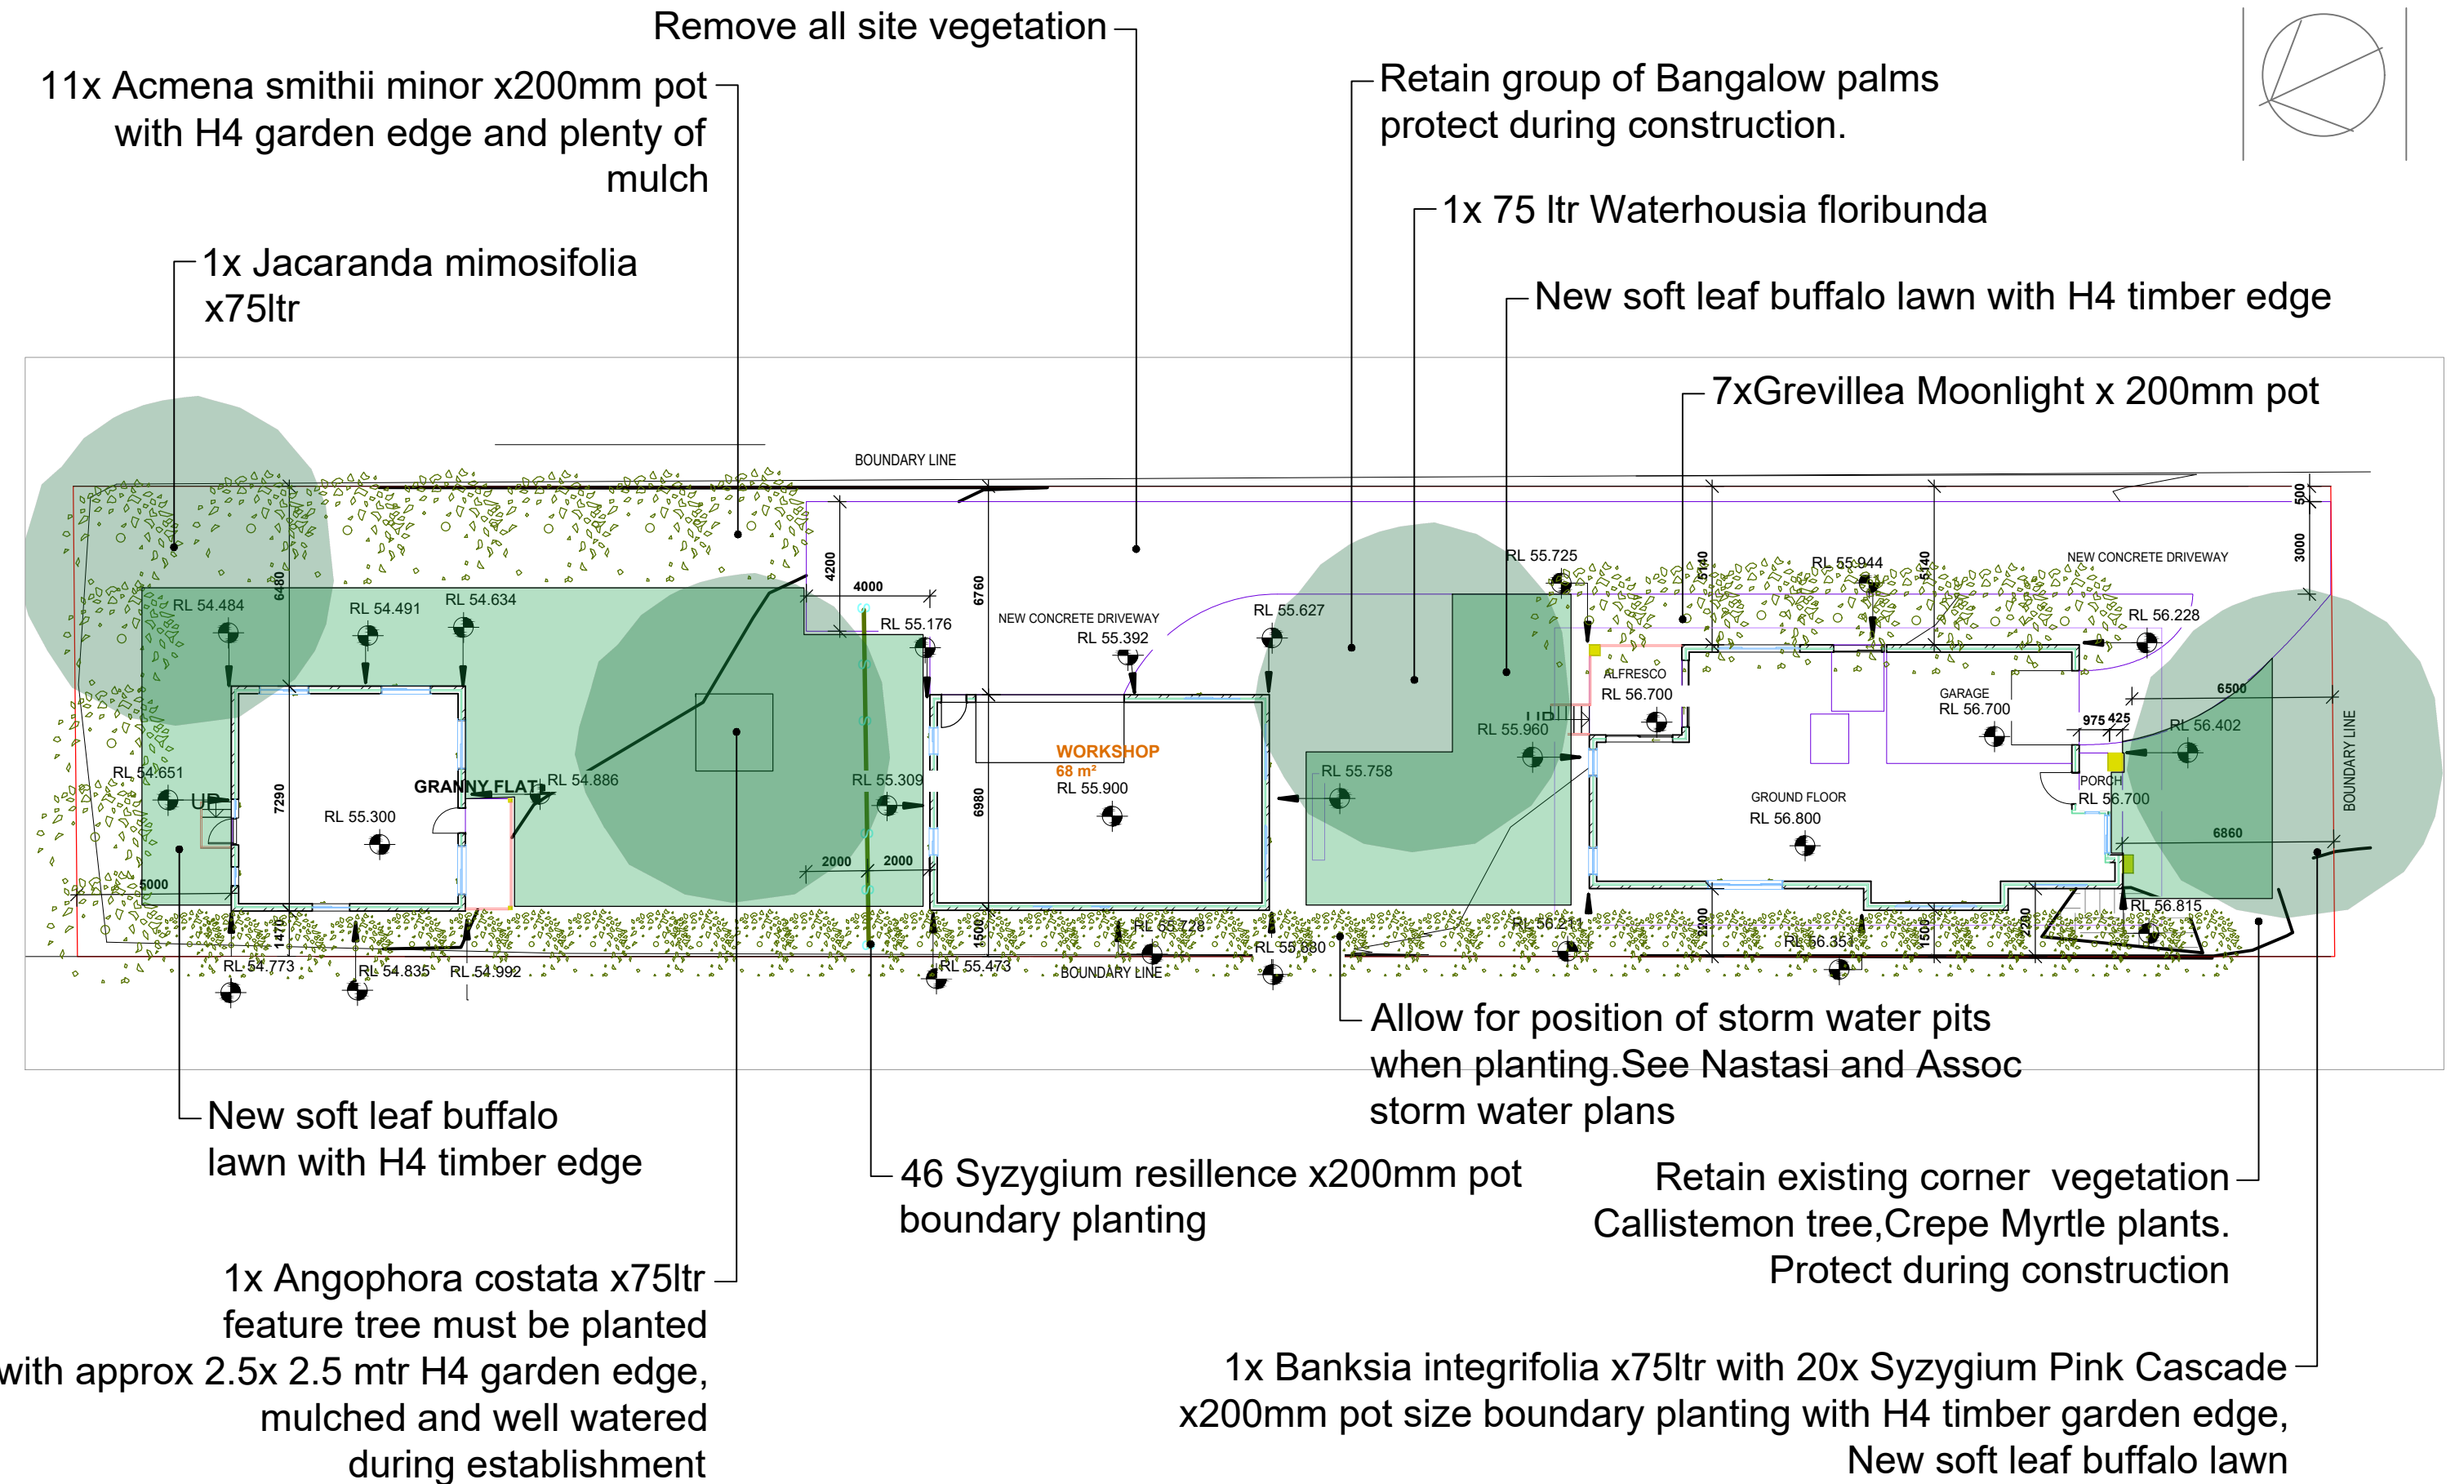 Remove all site vegetation
11x Acmena smithii minor x200mm pot
with H4 garden edge and plenty of
mulch
Retain group of Bangalow palms
protect during construction.
1x Jacaranda mimosifolia
x75ltr
1x 75 ltr Waterhousia floribunda
New soft leaf buffalo lawn with H4 timber edge
7xGrevillea Moonlight x 200mm pot
BOUNDARY LINE
500
3000
NEW CONCRETE DRIVEWAY
RL 55.725
RL 55.944
5140
5140
4200
4000
6760
6480
RL 54.484
RL 54.491
RL 54.634
RL 55.176
NEW CONCRETE DRIVEWAY
RL 55.392
RL 55.627
RL 56.228
ALFRESCO
RL 56.700
GARAGE
RL 56.700
6500
975
425
RL 56.402
UP
RL 55.960
BOUNDARY LINE
WORKSHOP
68 m²
RL 55.900
RL 54.651
UP
GRANNY FLAT
RL 54.886
RL 55.309
RL 55.758
PORCH
RL 56.700
7290
RL 55.300
6980
GROUND FLOOR
RL 56.800
6860
5000
2000
2000
S
S
S
S
S
S
1470
1500
2200
1500
2200
RL 55.728
RL 55.830
RL 56.211
RL 56.351
RL 56.815
RL 54.773
RL 54.835
RL 54.992
RL 55.473
BOUNDARY LINE
Allow for position of storm water pits
when planting.See Nastasi and Assoc
storm water plans
New soft leaf buffalo
lawn with H4 timber edge
46 Syzygium resillence x200mm pot
boundary planting
Retain existing corner  vegetation
Callistemon tree,Crepe Myrtle plants.
Protect during construction
1x Angophora costata x75ltr
feature tree must be planted
with approx 2.5x 2.5 mtr H4 garden edge,
mulched and well watered
during establishment
1x Banksia integrifolia x75ltr with 20x Syzygium Pink Cascade
x200mm pot size boundary planting with H4 timber garden edge,
New soft leaf buffalo lawn